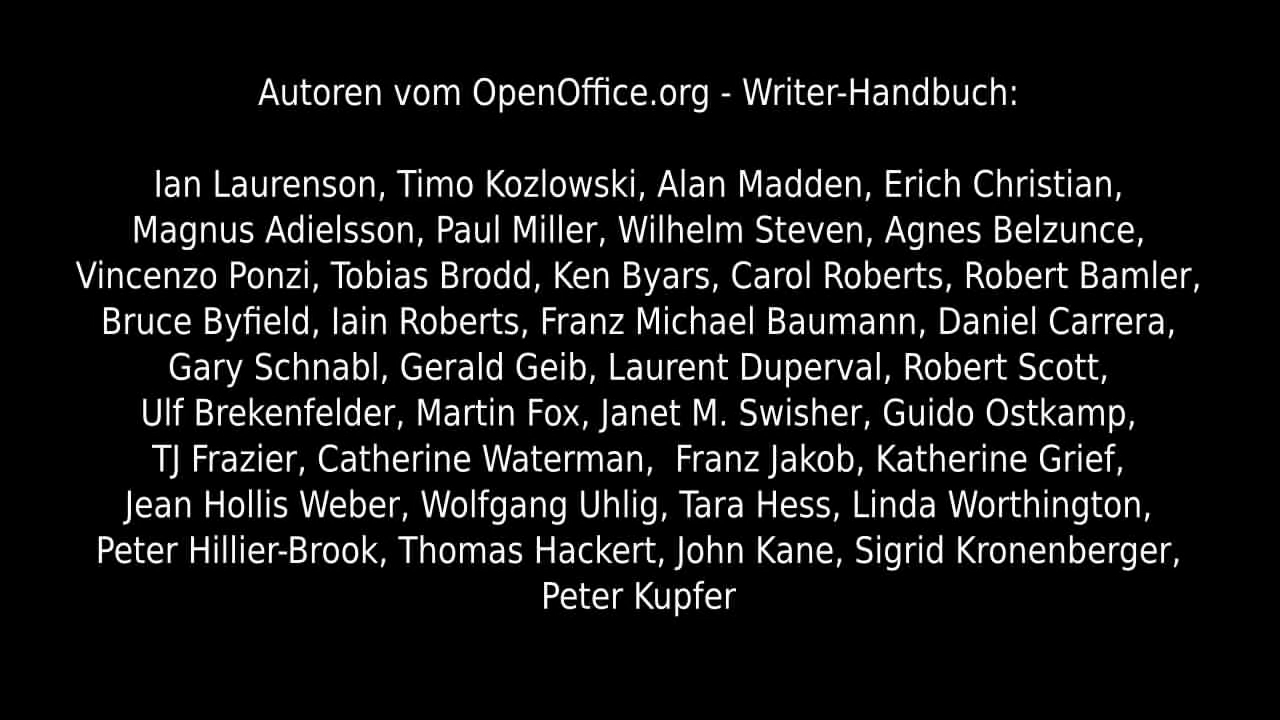 Autoren vom OpenOffice.org - Writer-Handbuch:
Ian Laurenson, Timo Kozlowski, Alan Madden, Erich Christian,
Magnus Adielsson, Paul Miller, Wilhelm Steven, Agnes Belzunce,
Vincenzo Ponzi, Tobias Brodd, Ken Byars, Carol Roberts, Robert Bamler,
Bruce Byfield, Iain Roberts, Franz Michael Baumann, Daniel Carrera,
Gary Schnabl, Gerald Geib, Laurent Duperval, Robert Scott,
Ulf Brekenfelder, Martin Fox, Janet M. Swisher, Guido Ostkamp,
TJ Frazier, Catherine Waterman,  Franz Jakob, Katherine Grief,
Jean Hollis Weber, Wolfgang Uhlig, Tara Hess, Linda Worthington,
Peter Hillier-Brook, Thomas Hackert, John Kane, Sigrid Kronenberger,
Peter Kupfer